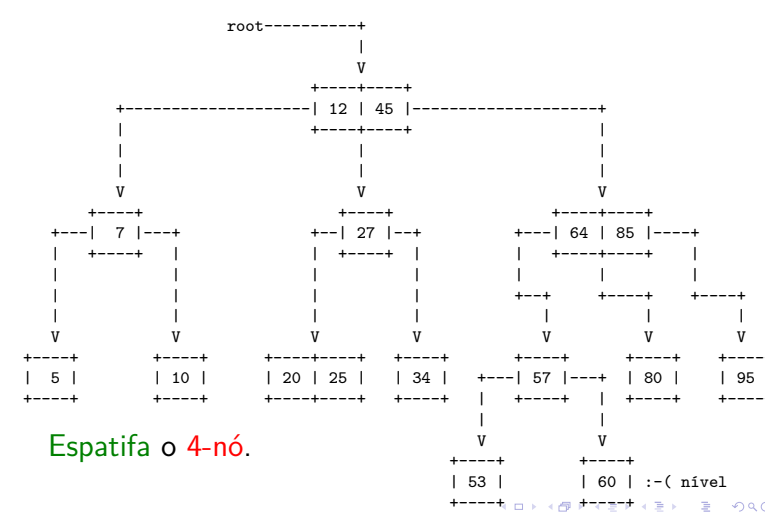 root----------+
|
V
+----+----+
+--------------------| 12 | 45 |--------------------+
| +----+----+ |
| | |
| | |
V V V
+----+ +----+ +----+----+
+---| 7 |---+ +--| 27 |--+ +---| 64 | 85 |----+
| +----+ | | +----+ | | +----+----+ |
| | | | | | |
| | | | +--+ +----+ +----+
| | | | | | |
V V V V V V V
+----+ +----+ +----+----+ +----+ +----+ +----+ +----
| 5 | | 10 | | 20 | 25 | | 34 | +---| 57 |---+ | 80 | | 95
+----+ +----+ +----+----+ +----+ | +----+ | +----+ +----
| |
Espatifa o 4-nó. V V
+----+ +----+
| 53 | | 60 | :-( nível
+----+ +----+